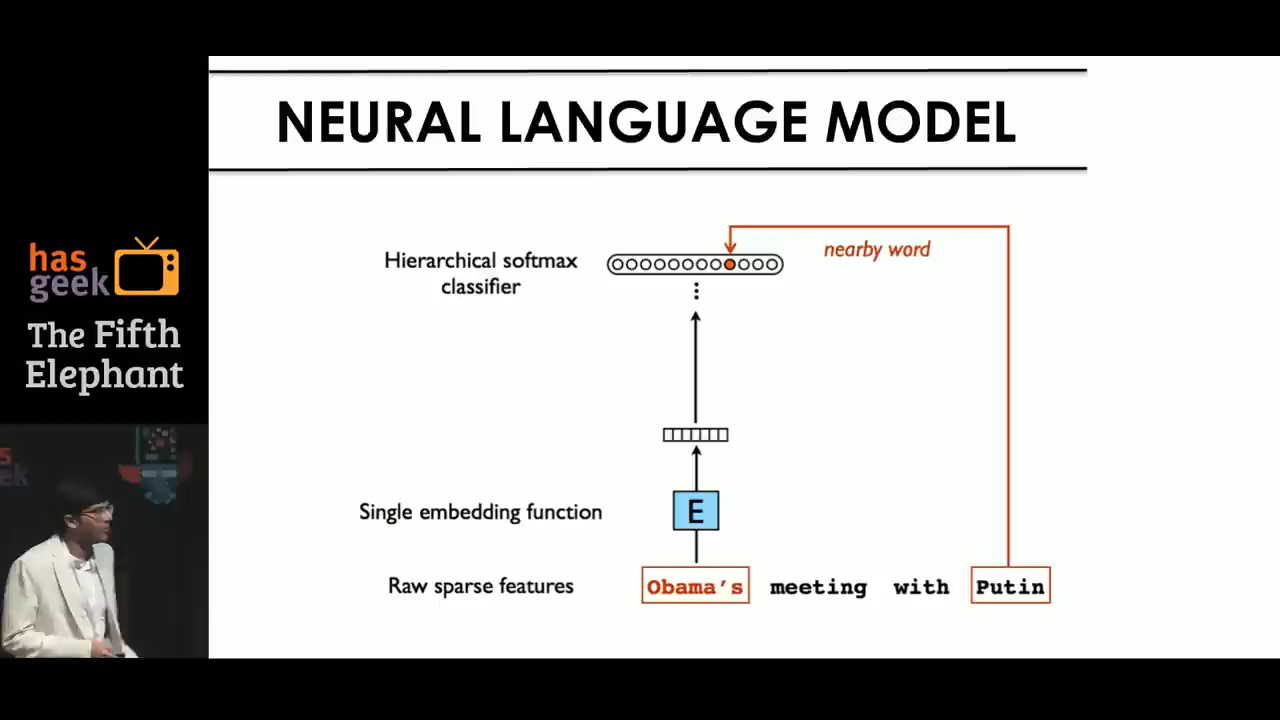 NEURAL LANGUAGE MODEL
has
geek
The Fifth
Elephant
Hierarchical softmax
classifier
nearby word
Single embedding function
E
Raw sparse features
Obama's meeting with Putin